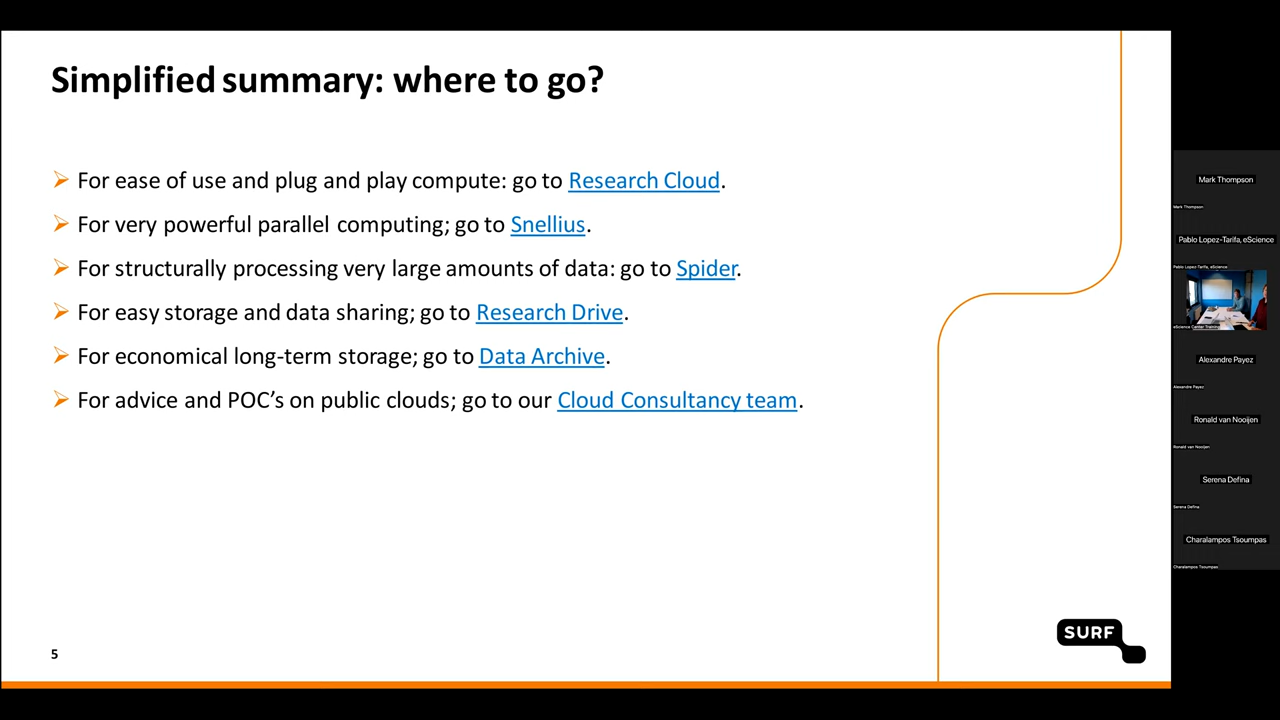 Simplified summary: where to go?
For ease of use and plug and play compute: go to Research Cloud.
For very powerful parallel computing; go to Snellius.
For structurally processing very large amounts of data: go to Spider.
For easy storage and data sharing; go to Research Drive.
For economical long-term storage; go to Data Archive.
For advice and POC’s on public clouds; go to our Cloud Consultancy team.
5
SURF
Mark Thompson
Mark Thompson
Pablo Lopez-Tarifa, eScience
Pablo Lopez-Tarifa, eScience
eScience Center Training
Alexandre Payez
Alexandre Payez
Ronald van Nooijen
Ronald van Nooijen
Serena Defina
Serena Defina
Charalampos Tsoumpas
Charalampos Tsoumpas